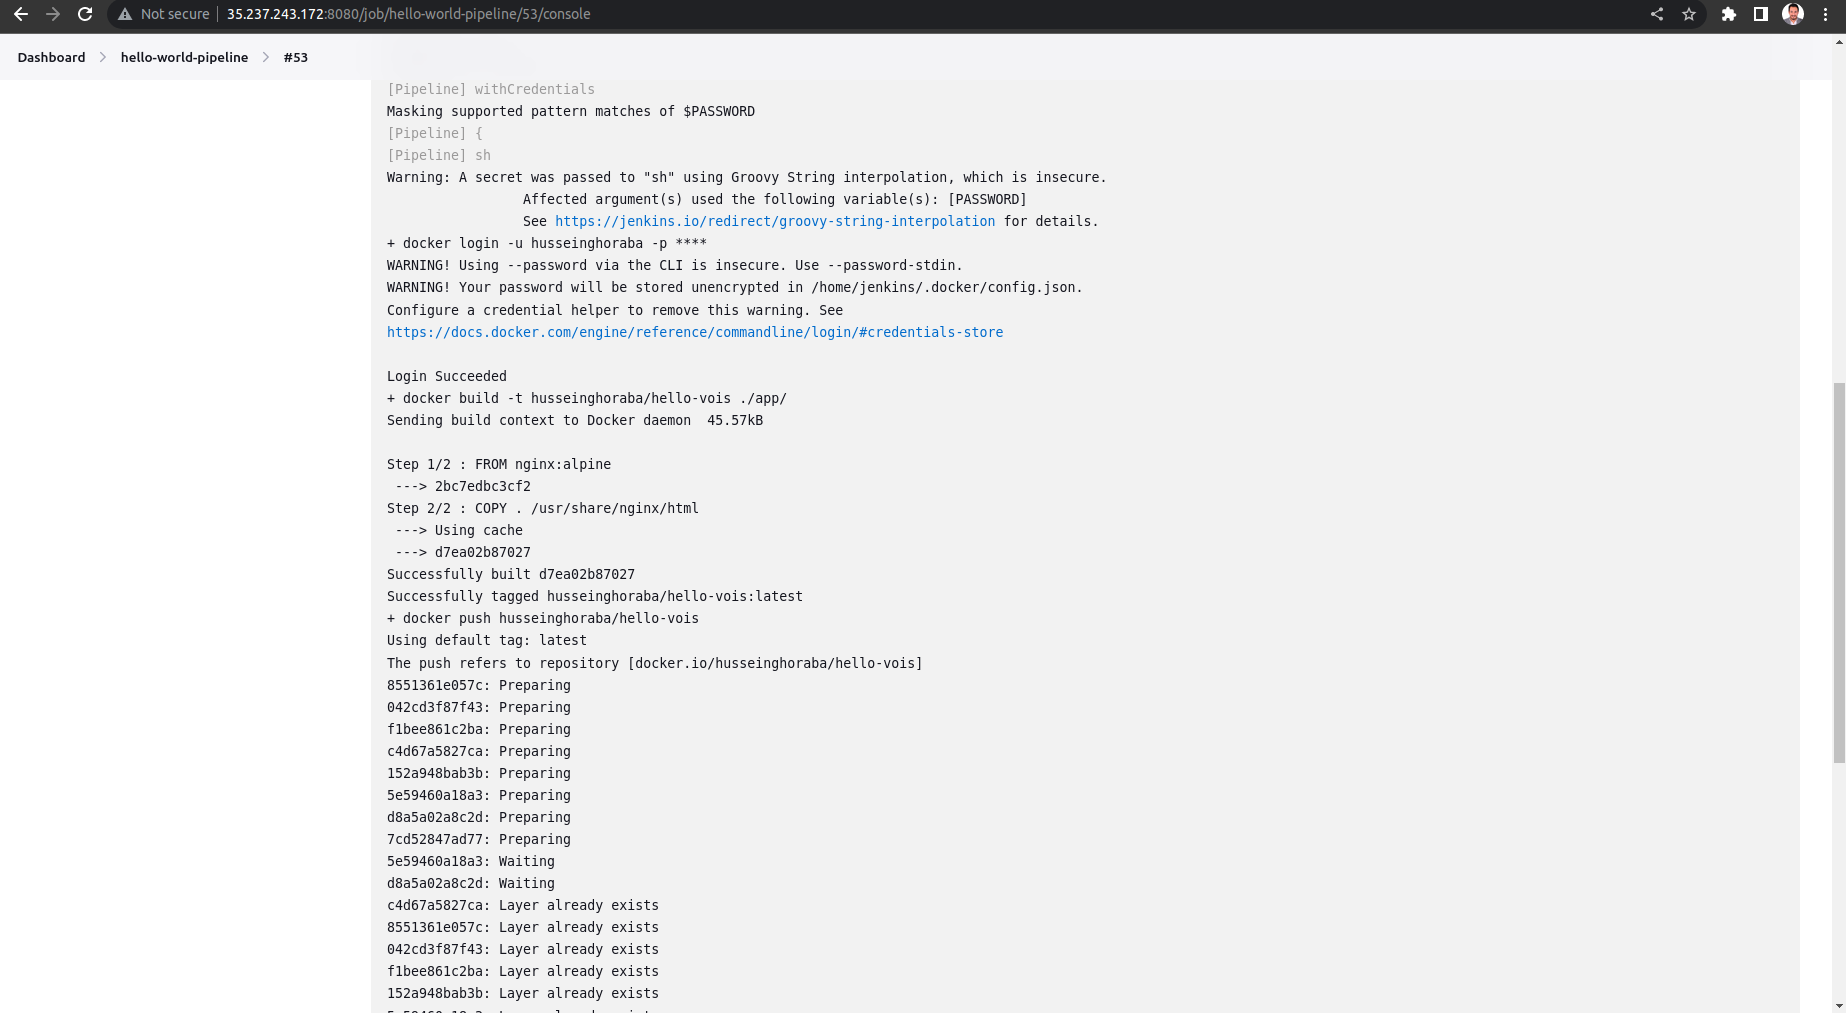 Not secure | 35.237.243.172:8080/job/hello-world-pipeline/53/console
Dashboard > hello-world-pipeline > #53
[Pipeline] withCredentials
Masking supported pattern matches of $PASSWORD
[Pipeline] {
[Pipeline] sh
Warning: A secret was passed to "sh" using Groovy String interpolation, which is insecure.
Affected argument(s) used the following variable(s): [PASSWORD]
See https://jenkins.io/redirect/groovy-string-interpolation for details.
+ docker login -u husseinghoraba -p ****
WARNING! Using --password via the CLI is insecure. Use --password-stdin.
WARNING! Your password will be stored unencrypted in /home/jenkins/.docker/config.json.
Configure a credential helper to remove this warning. See
https://docs.docker.com/engine/reference/commandline/login/#credentials-store
Login Succeeded
+ docker build -t husseinghoraba/hello-vois ./app/
Sending build context to Docker daemon  45.57kB
Step 1/2 : FROM nginx:alpine
---> 2bc7edbc3cf2
Step 2/2 : COPY . /usr/share/nginx/html
---> Using cache
---> d7ea02b87027
Successfully built d7ea02b87027
Successfully tagged husseinghoraba/hello-vois:latest
+ docker push husseinghoraba/hello-vois
Using default tag: latest
The push refers to repository [docker.io/husseinghoraba/hello-vois]
8551361e057c: Preparing
042cd3f87f43: Preparing
f1bee861c2ba: Preparing
c4d67a5827ca: Preparing
152a948bab3b: Preparing
5e59460a18a3: Preparing
d8a5a02a8c2d: Preparing
7cd52847ad77: Preparing
5e59460a18a3: Waiting
d8a5a02a8c2d: Waiting
c4d67a5827ca: Layer already exists
8551361e057c: Layer already exists
042cd3f87f43: Layer already exists
f1bee861c2ba: Layer already exists
152a948bab3b: Layer already exists